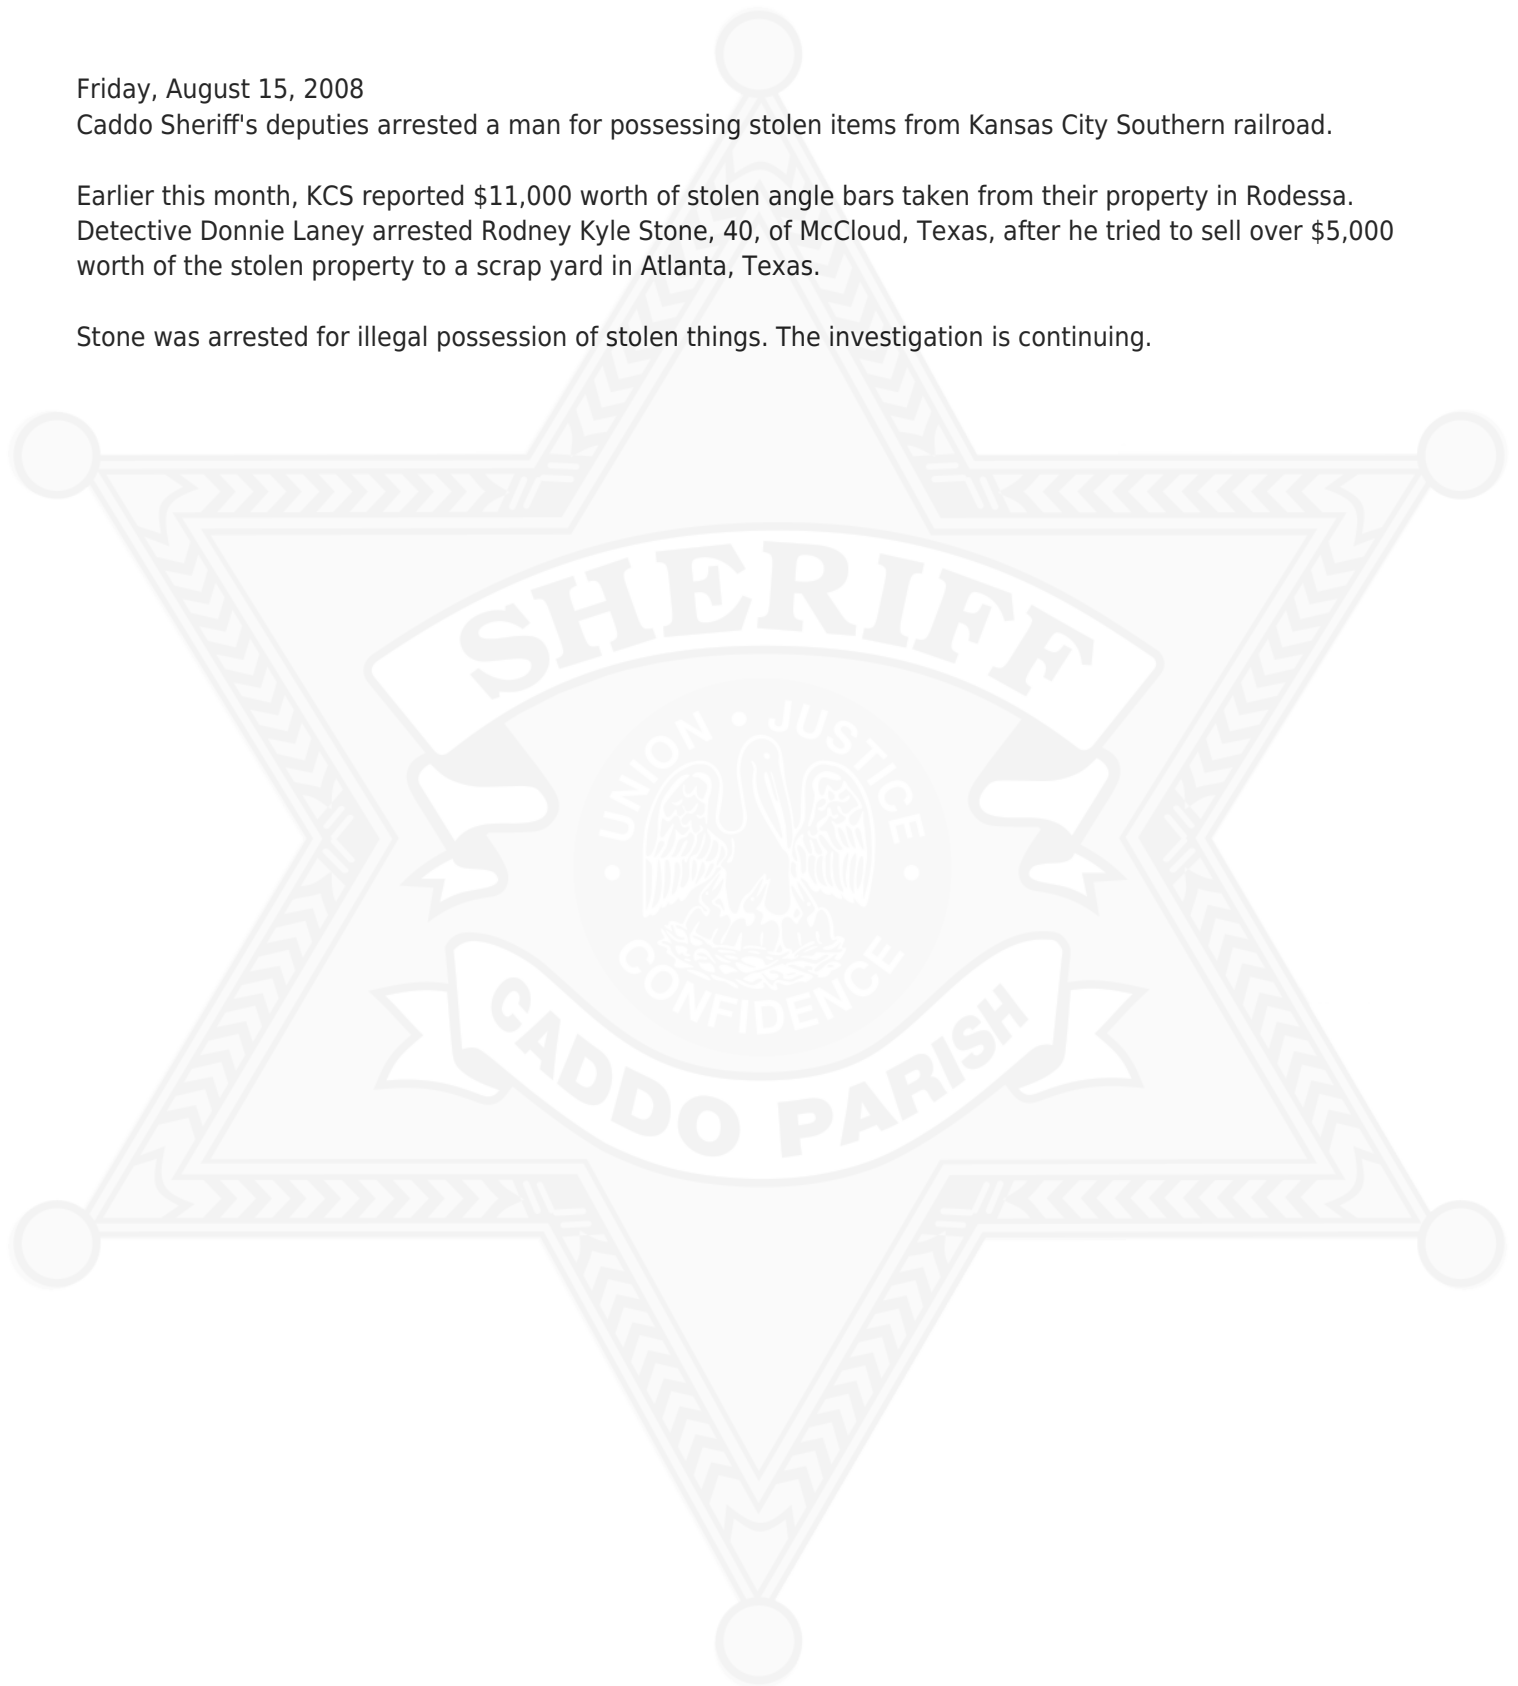 Friday, August 15, 2008
Caddo Sheriff's deputies arrested a man for possessing stolen items from Kansas City Southern railroad.
Earlier this month, KCS reported $11,000 worth of stolen angle bars taken from their property in Rodessa.
Detective Donnie Laney arrested Rodney Kyle Stone, 40, of McCloud, Texas, after he tried to sell over $5,000
worth of the stolen property to a scrap yard in Atlanta, Texas.
Stone was arrested for illegal possession of stolen things. The investigation is continuing.
SHERIFF
UNION • JUSTICE
• CONFIDENCE •
CADDO PARISH